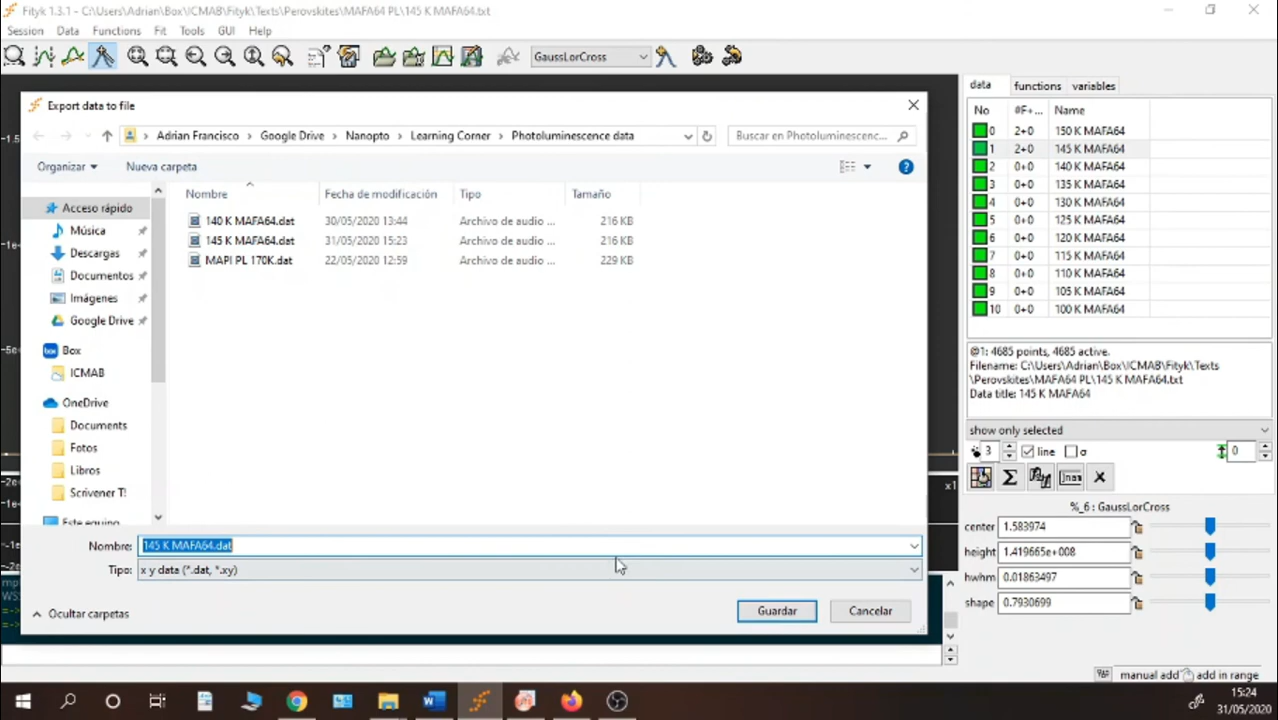 Fityk 1.3.1 - C:\Users\Adrian\Box\ICMAB\Fityk\Texts\Perovskites\MAFA64 PL\145 K MAFA64.txt
Session Data Functions Fit Tools GUI Help
GaussLorCross
Export data to file
Adrian Francisco > Google Drive > Nanopto > Learning Corner > Photoluminescence data
Buscar en Photoluminescenc...
Organizar
Nueva carpeta
Nombre Fecha de modificación Tipo Tamaño
140 K MAFA64.dat 30/05/2020 13:44 Archivo de audio ... 216 KB
145 K MAFA64.dat 31/05/2020 15:23 Archivo de audio ... 216 KB
MAPI PL 170K.dat 22/05/2020 12:59 Archivo de audio ... 229 KB
Acceso rápido
Música
Descargas
Documentos
Imágenes
Google Drive
Box
ICMAB
OneDrive
Documents
Fotos
Libros
Scrivener T!
Este equipo
Nombre: 145 K MAFA64.dat
Tipo: x y data (*.dat, *.xy)
Ocultar carpetas
Guardar Cancelar
data functions variables
No #F+... Name
0 2+0 150 K MAFA64
1 2+0 145 K MAFA64
2 0+0 140 K MAFA64
3 0+0 135 K MAFA64
4 0+0 130 K MAFA64
5 0+0 125 K MAFA64
6 0+0 120 K MAFA64
7 0+0 115 K MAFA64
8 0+0 110 K MAFA64
9 0+0 105 K MAFA64
10 0+0 100 K MAFA64
@1: 4685 points, 4685 active.
Filename: C:\Users\Adrian\Box\ICMAB\Fityk\Texts
\Perovskites\MAFA64 PL\145 K MAFA64.txt
Data title: 145 K MAFA64
show only selected
3 line σ 0
%_6 : GaussLorCross
center 1.583974
height 1.419665e+008
hwhm 0.01863497
shape 0.7930699
manual add add in range
-1.5
-1e
-5e
-2e
-1e
x1
15:24
31/05/2020